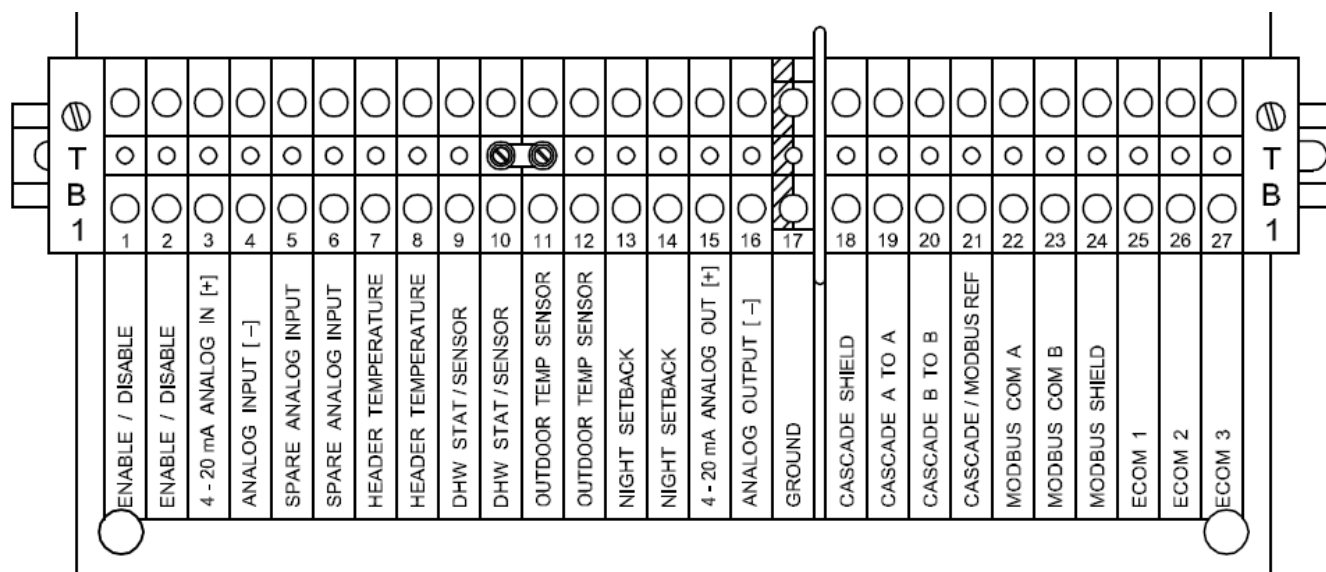 TB1
TB1
1 2 3 4 5 6 7 8 9 10 11 12 13 14 15 16 17 18 19 20 21 22 23 24 25 26 27
ENABLE / DISABLE
ENABLE / DISABLE
4 - 20 mA ANALOG IN [+]
ANALOG INPUT [ – ]
SPARE ANALOG INPUT
SPARE ANALOG INPUT
HEADER TEMPERATURE
HEADER TEMPERATURE
DHW STAT / SENSOR
DHW STAT / SENSOR
OUTDOOR TEMP SENSOR
OUTDOOR TEMP SENSOR
NIGHT SETBACK
NIGHT SETBACK
4 - 20 mA ANALOG OUT [+]
ANALOG OUTPUT [ – ]
GROUND
CASCADE SHIELD
CASCADE A TO A
CASCADE B TO B
CASCADE / MODBUS REF
MODBUS COM A
MODBUS COM B
MODBUS SHIELD
ECOM 1
ECOM 2
ECOM 3